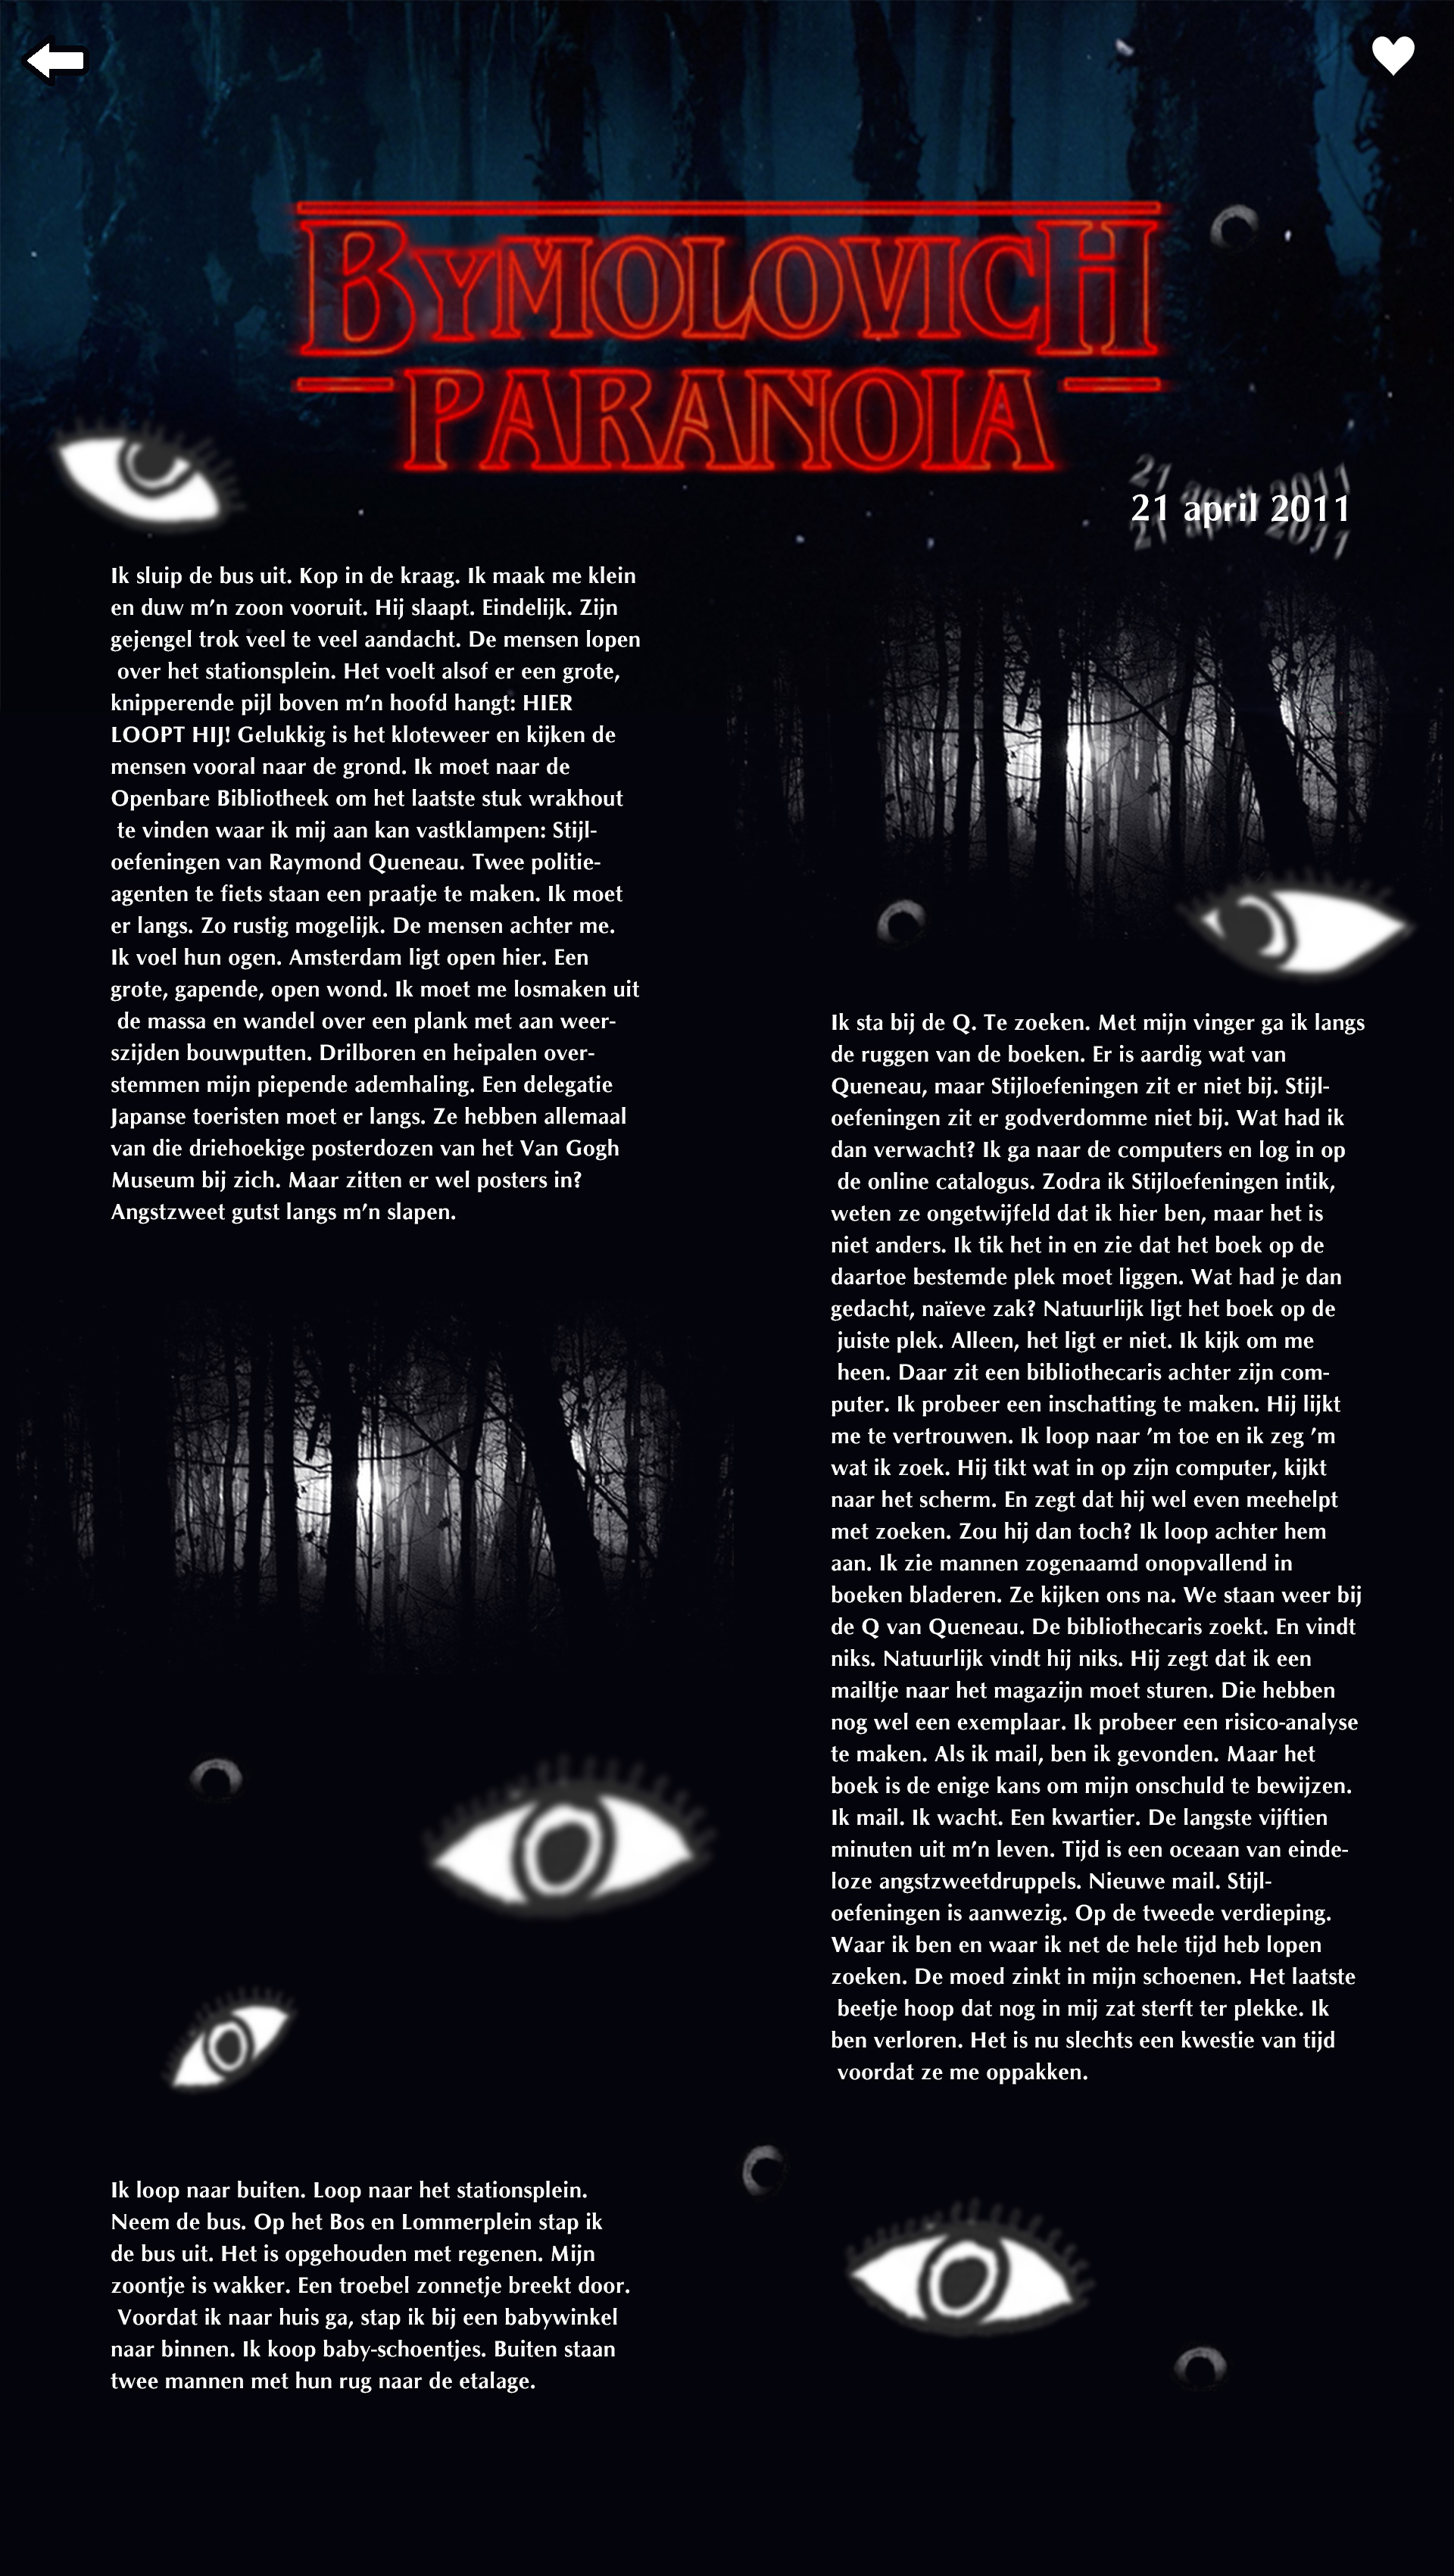 BYMOLOVICH
PARANOIA
21 april 2011
Ik sluip de bus uit. Kop in de kraag. Ik maak me klein
en duw m’n zoon vooruit. Hij slaapt. Eindelijk. Zijn
gejengel trok veel te veel aandacht. De mensen lopen
over het stationsplein. Het voelt alsof er een grote,
knipperende pijl boven m’n hoofd hangt: HIER
LOOPT HIJ! Gelukkig is het kloteweer en kijken de
mensen vooral naar de grond. Ik moet naar de
Openbare Bibliotheek om het laatste stuk wrakhout
te vinden waar ik mij aan kan vastklampen: Stijl-
oefeningen van Raymond Queneau. Twee politie-
agenten te fiets staan een praatje te maken. Ik moet
er langs. Zo rustig mogelijk. De mensen achter me.
Ik voel hun ogen. Amsterdam ligt open hier. Een
grote, gapende, open wond. Ik moet me losmaken uit
de massa en wandel over een plank met aan weer-
szijden bouwputten. Drilboren en heipalen over-
stemmen mijn piepende ademhaling. Een delegatie
Japanse toeristen moet er langs. Ze hebben allemaal
van die driehoekige posterdozen van het Van Gogh
Museum bij zich. Maar zitten er wel posters in?
Angstzweet gutst langs m’n slapen.
Ik sta bij de Q. Te zoeken. Met mijn vinger ga ik langs
de ruggen van de boeken. Er is aardig wat van
Queneau, maar Stijloefeningen zit er niet bij. Stijl-
oefeningen zit er godverdomme niet bij. Wat had ik
dan verwacht? Ik ga naar de computers en log in op
de online catalogus. Zodra ik Stijloefeningen intik,
weten ze ongetwijfeld dat ik hier ben, maar het is
niet anders. Ik tik het in en zie dat het boek op de
daartoe bestemde plek moet liggen. Wat had je dan
gedacht, naïeve zak? Natuurlijk ligt het boek op de
juiste plek. Alleen, het ligt er niet. Ik kijk om me
heen. Daar zit een bibliothecaris achter zijn com-
puter. Ik probeer een inschatting te maken. Hij lijkt
me te vertrouwen. Ik loop naar ’m toe en ik zeg ’m
wat ik zoek. Hij tikt wat in op zijn computer, kijkt
naar het scherm. En zegt dat hij wel even meehelpt
met zoeken. Zou hij dan toch? Ik loop achter hem
aan. Ik zie mannen zogenaamd onopvallend in
boeken bladeren. Ze kijken ons na. We staan weer bij
de Q van Queneau. De bibliothecaris zoekt. En vindt
niks. Natuurlijk vindt hij niks. Hij zegt dat ik een
mailtje naar het magazijn moet sturen. Die hebben
nog wel een exemplaar. Ik probeer een risico-analyse
te maken. Als ik mail, ben ik gevonden. Maar het
boek is de enige kans om mijn onschuld te bewijzen.
Ik mail. Ik wacht. Een kwartier. De langste vijftien
minuten uit m’n leven. Tijd is een oceaan van einde-
loze angstzweetdruppels. Nieuwe mail. Stijl-
oefeningen is aanwezig. Op de tweede verdieping.
Waar ik ben en waar ik net de hele tijd heb lopen
zoeken. De moed zinkt in mijn schoenen. Het laatste
beetje hoop dat nog in mij zat sterft ter plekke. Ik
ben verloren. Het is nu slechts een kwestie van tijd
voordat ze me oppakken.
Ik loop naar buiten. Loop naar het stationsplein.
Neem de bus. Op het Bos en Lommerplein stap ik
de bus uit. Het is opgehouden met regenen. Mijn
zoontje is wakker. Een troebel zonnetje breekt door.
Voordat ik naar huis ga, stap ik bij een babywinkel
naar binnen. Ik koop baby-schoentjes. Buiten staan
twee mannen met hun rug naar de etalage.